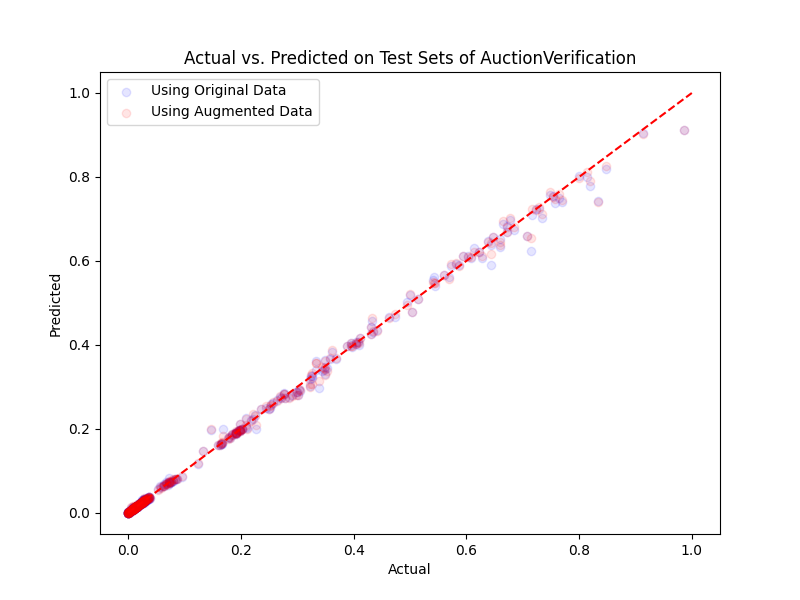 Actual vs. Predicted on Test Sets of AuctionVerification
Using Original Data
Using Augmented Data
1.0
0.8
0.6
0.4
0.2
0.0
Predicted
0.0 0.2 0.4 0.6 0.8 1.0
Actual